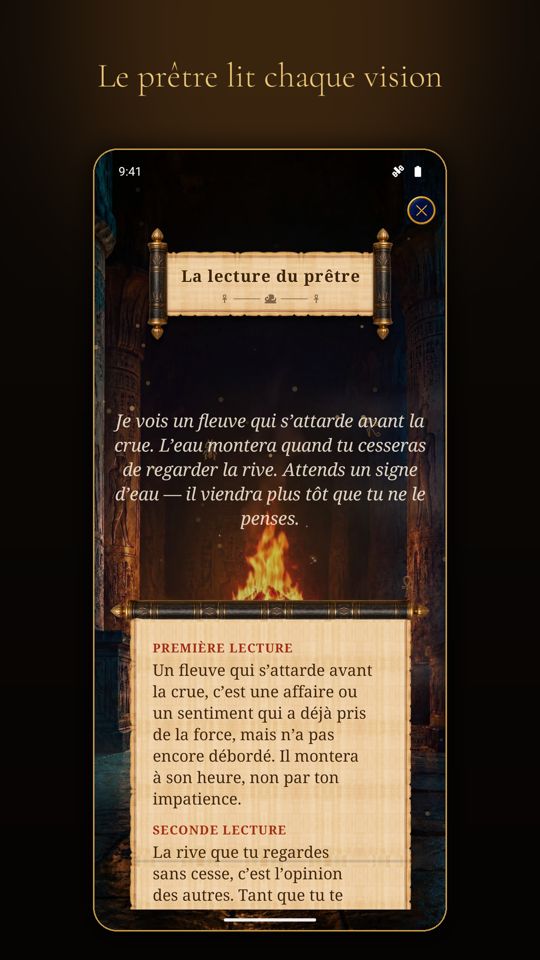 Le prêtre lit chaque vision
9:41
La lecture du prêtre
Je vois un fleuve qui s’attarde avant la
crue. L’eau montera quand tu cesseras
de regarder la rive. Attends un signe
d’eau — il viendra plus tôt que tu ne le
penses.
PREMIÈRE LECTURE
Un fleuve qui s’attarde avant
la crue, c’est une affaire ou
un sentiment qui a déjà pris
de la force, mais n’a pas
encore débordé. Il montera
à son heure, non par ton
impatience.
SECONDE LECTURE
La rive que tu regardes
sans cesse, c’est l’opinion
des autres. Tant que tu te